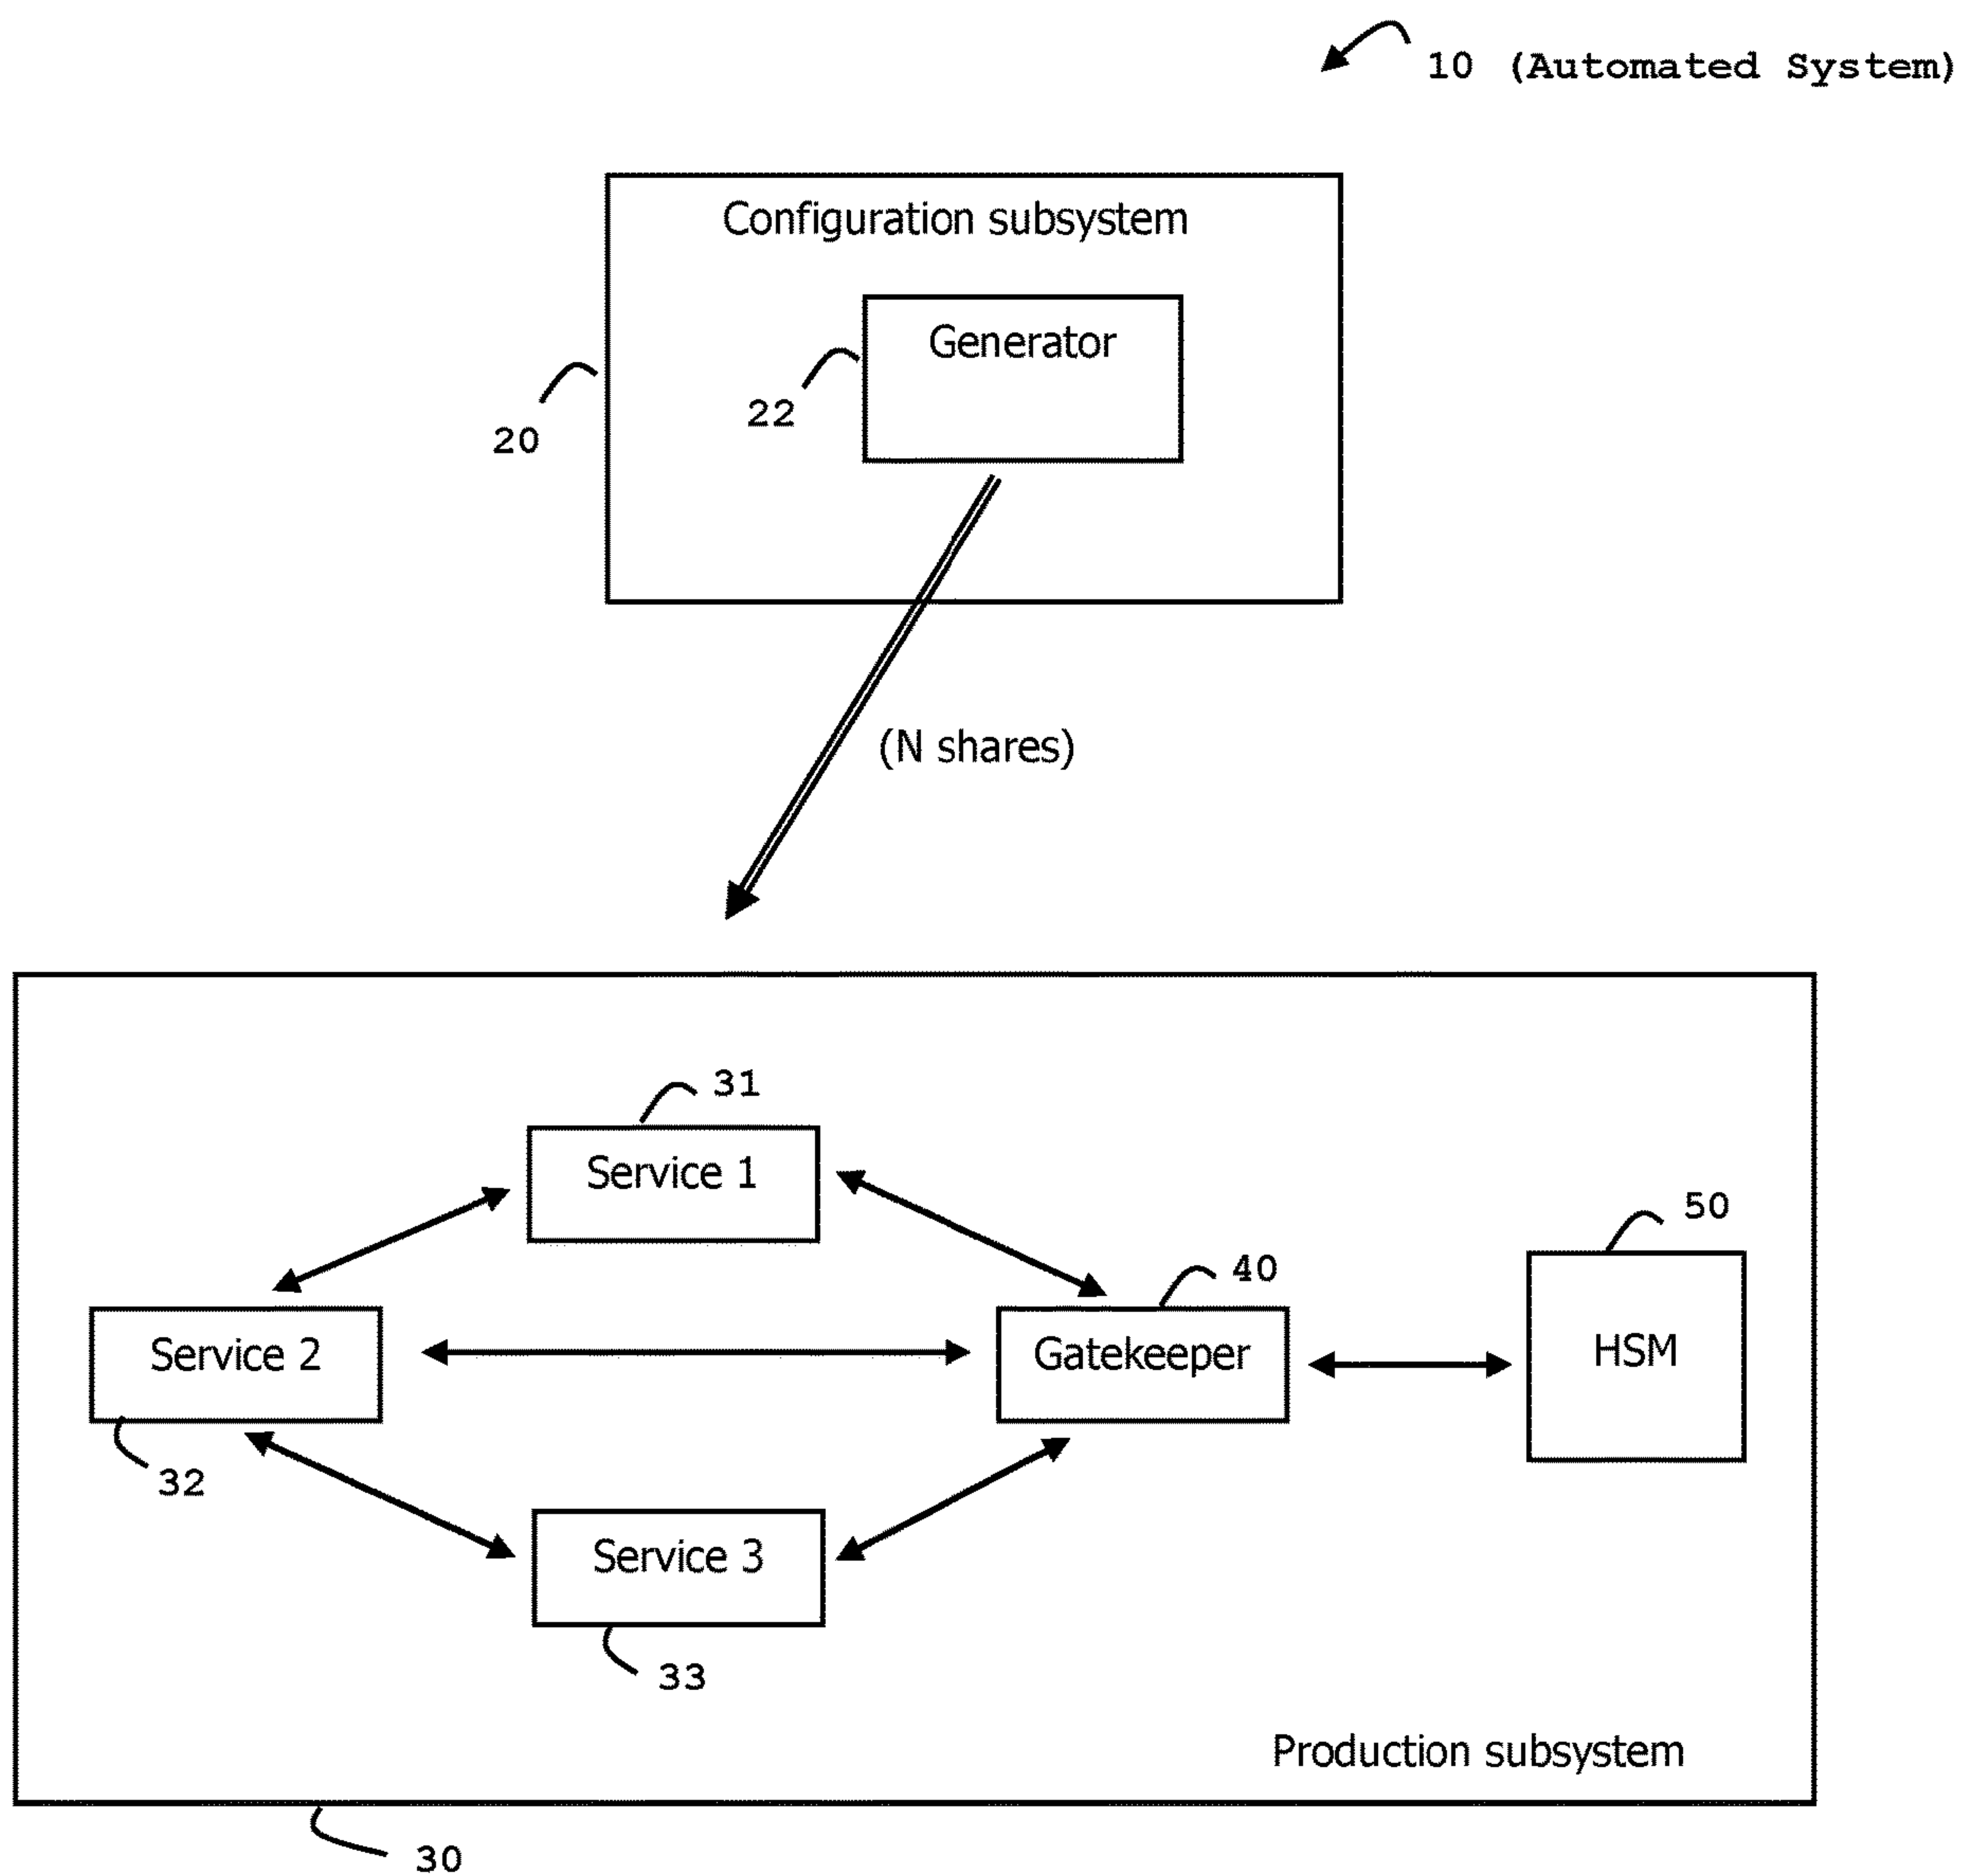 10 (Automated System)
Configuration subsystem
Generator
22
20
(N shares)
31
Service 1
50
40
Service 2
Gatekeeper
HSM
32
Service 3
33
Production subsystem
30